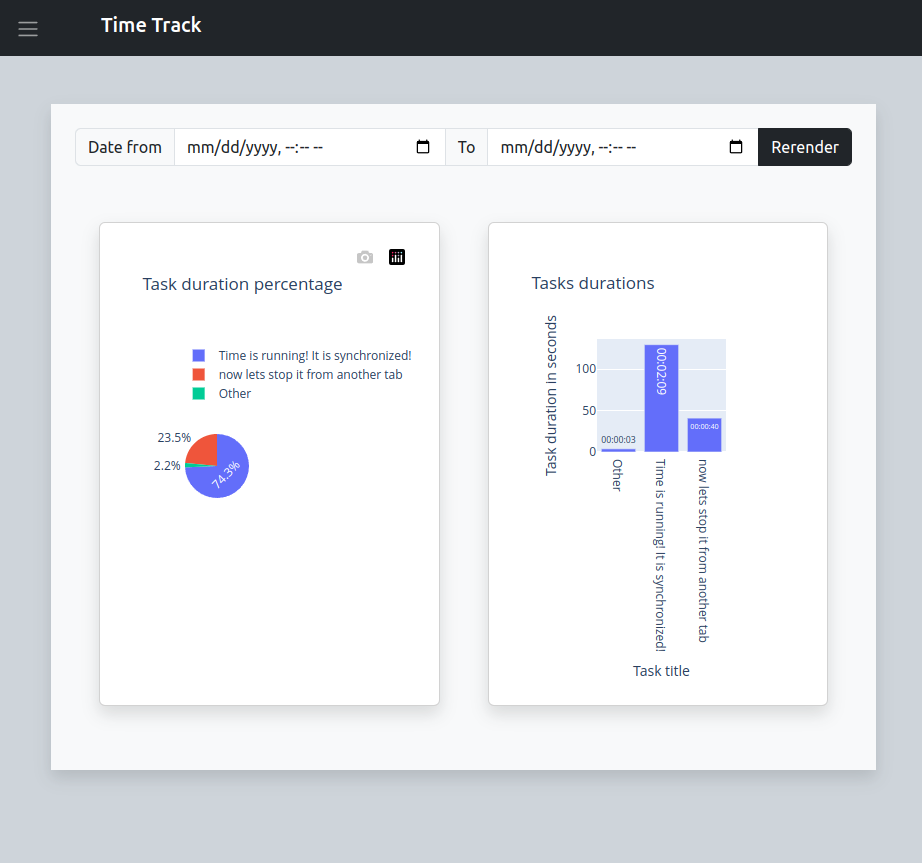 Time Track
Date from
mm/dd/yyyy, --:-- --
To
mm/dd/yyyy, --:-- --
Rerender
Task duration percentage
Time is running! It is synchronized!
now lets stop it from another tab
Other
23.5%
2.2%
74.3%
Tasks durations
Task duration in seconds
100
50
0
00:00:03
00:02:09
00:00:40
Other
Time is running! It is synchronized!
now lets stop it from another tab
Task title